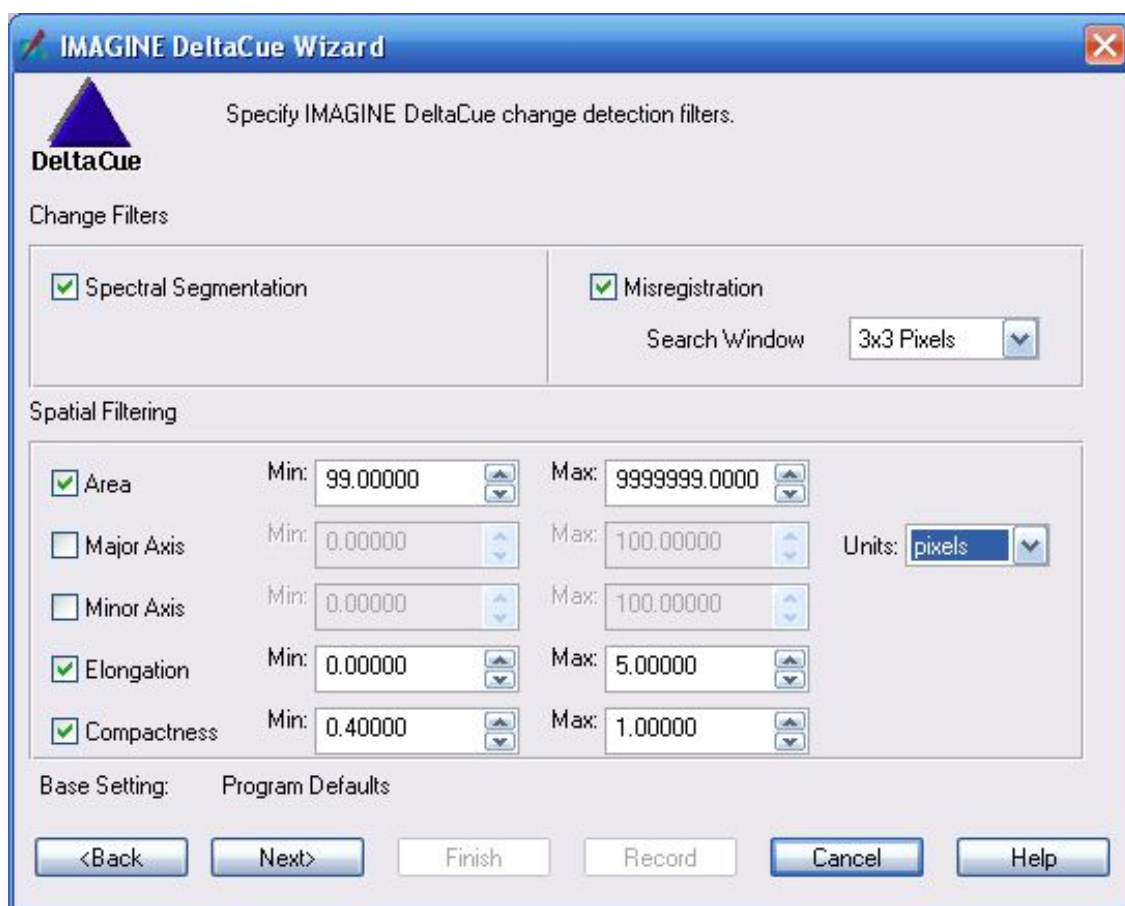 IMAGINE DeltaCue Wizard
Specify IMAGINE DeltaCue change detection filters.
DeltaCue
Change Filters
Spectral Segmentation
Misregistration
Search Window 3x3 Pixels
Spatial Filtering
Area Min: 99.00000 Max: 9999999.0000
Major Axis Min: 0.00000 Max: 100.00000 Units: pixels
Minor Axis Min: 0.00000 Max: 100.00000
Elongation Min: 0.00000 Max: 5.00000
Compactness Min: 0.40000 Max: 1.00000
Base Setting: Program Defaults
<Back Next> Finish Record Cancel Help